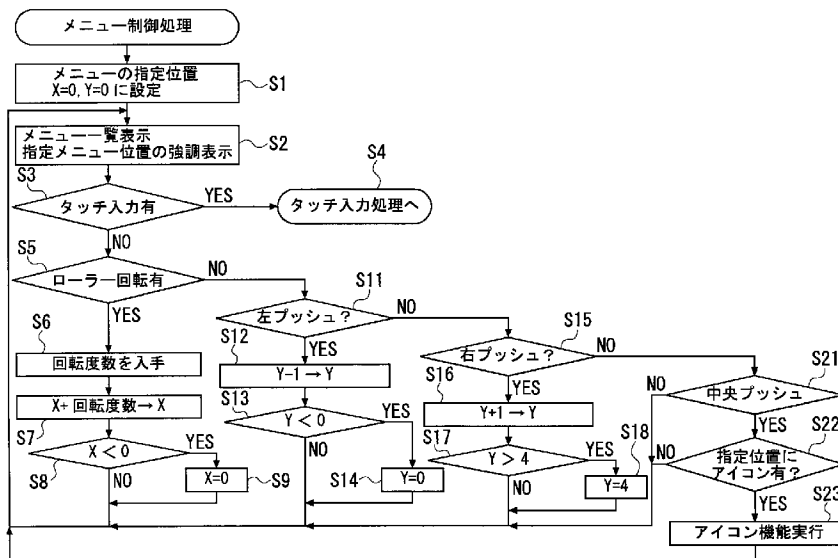 メニュー制御処理
メニューの指定位置
X=0, Y=0 に設定
S1
メニュー一覧表示
指定メニュー位置の強調表示
S2
S3
タッチ入力有
YES
NO
S4
タッチ入力処理へ
S5
ローラー回転有
NO
YES
S6
回転度数を入手
X+ 回転度数→X
S7
X<0
YES
S8
NO
X=0
S9
S11
左プッシュ?
NO
YES
S12
Y-1→Y
S13
Y<0
YES
NO
S14
Y=0
S15
右プッシュ?
NO
YES
S16
Y+1→Y
S17
Y>4
YES
S18
NO
Y=4
S21
NO
中央プッシュ
YES
S22
NO
指定位置に
アイコン有?
YES
S23
アイコン機能実行